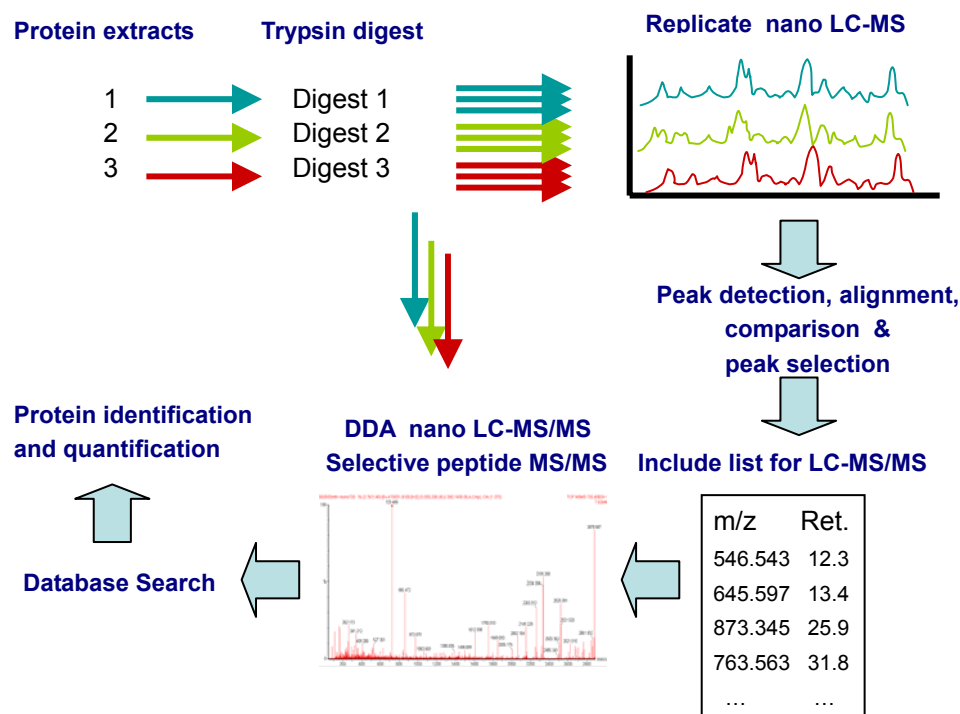 Protein extracts
Trypsin digest
Replicate nano LC-MS
1
Digest 1
2
Digest 2
3
Digest 3
Peak detection, alignment,
comparison &
peak selection
Include list for LC-MS/MS
m/z Ret.
546.543 12.3
645.597 13.4
873.345 25.9
763.563 31.8
... ...
DDA nano LC-MS/MS
Selective peptide MS/MS
Database Search
Protein identification
and quantification